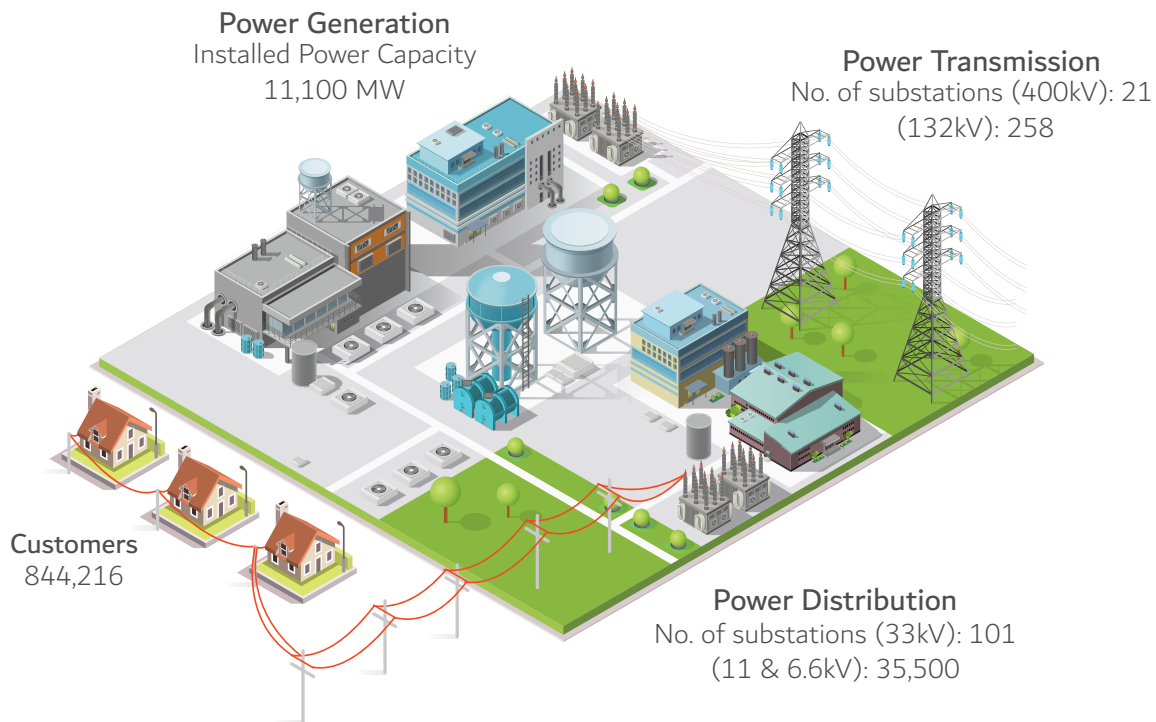 Power Generation
Installed Power Capacity
11,100 MW
Power Transmission
No. of substations (400kV): 21
(132kV): 258
Customers
844,216
Power Distribution
No. of substations (33kV): 101
(11 & 6.6kV): 35,500